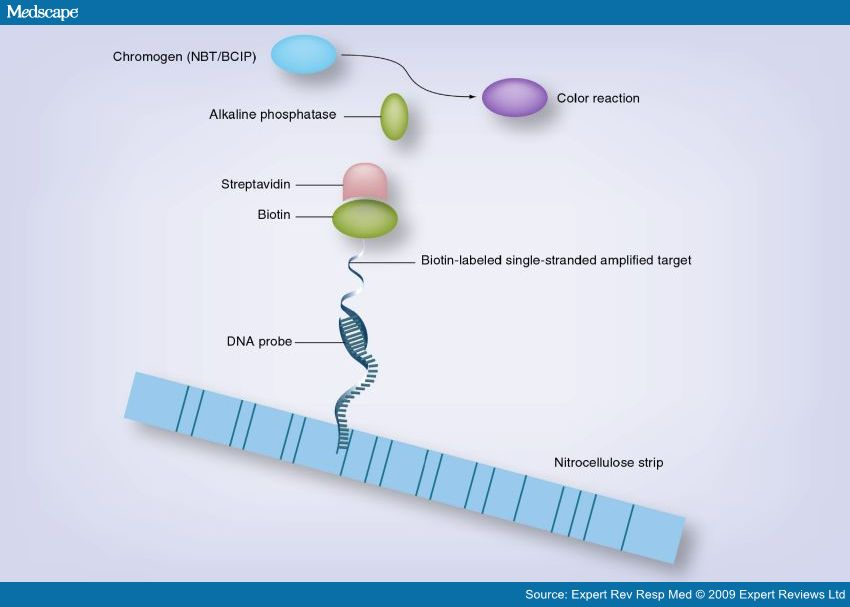 Medscape
Chromogen (NBT/BCIP)
Color reaction
Alkaline phosphatase
Streptavidin
Biotin
Biotin-labeled single-stranded amplified target
DNA probe
Nitrocellulose strip
Source: Expert Rev Resp Med © 2009 Expert Reviews Ltd